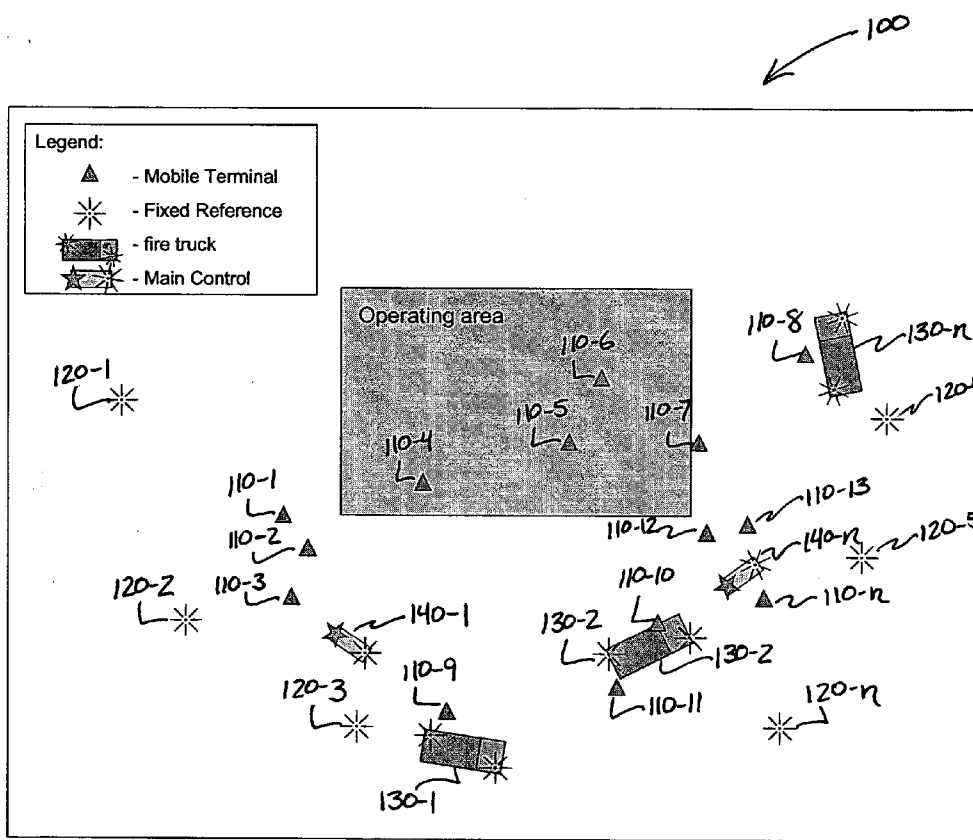 100
Legend:
- Mobile Terminal
- Fixed Reference
- fire truck
- Main Control
Operating area
110-8
130-n
110-6
120-1
110-5
110-7
110-4
110-1
110-13
110-2
110-12
140-n
120-5
110-3
110-10
110-n
120-2
140-1
130-2
130-2
110-9
120-3
110-11
120-n
130-1